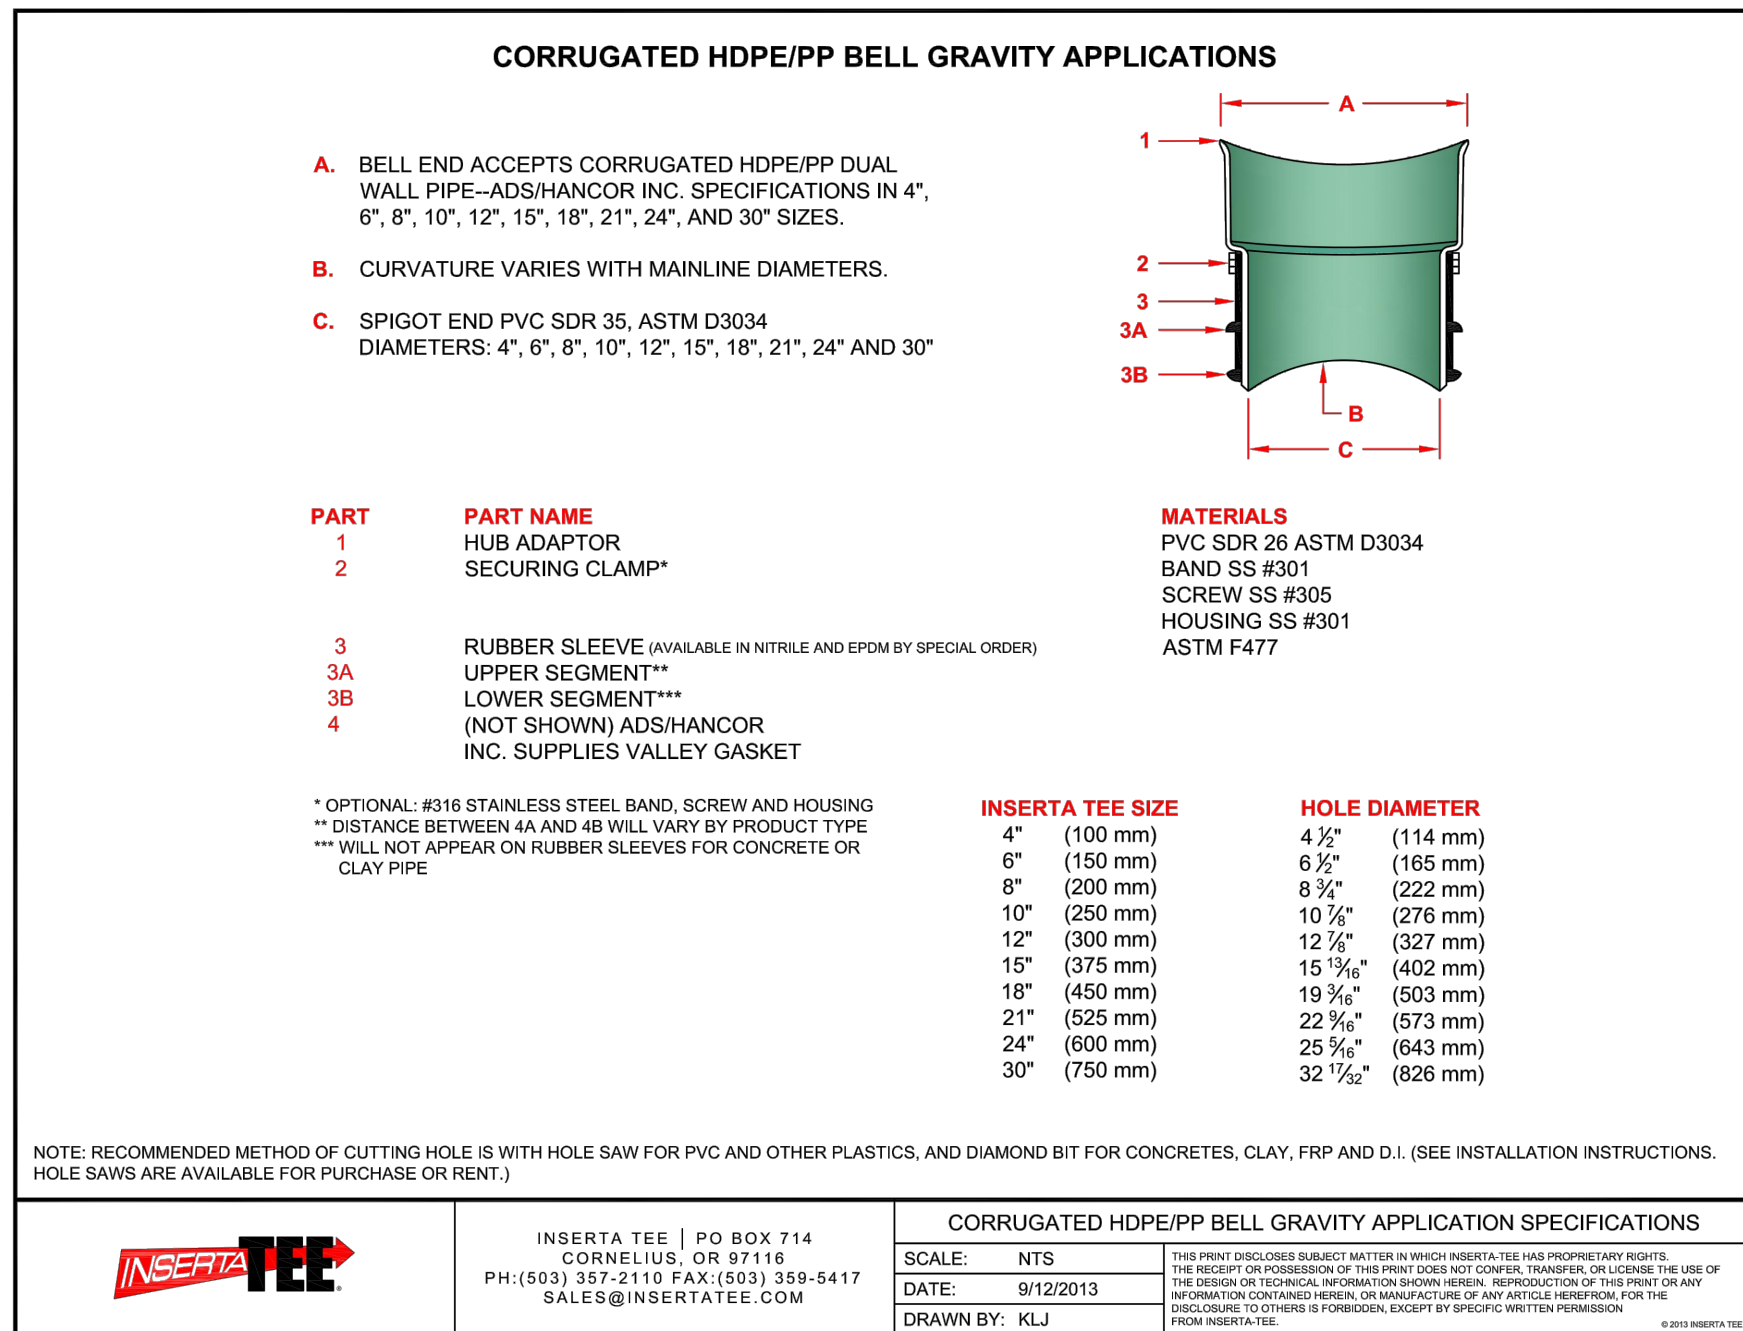 CORRUGATED HDPE/PP BELL GRAVITY APPLICATIONS
A. BELL END ACCEPTS CORRUGATED HDPE/PP DUAL
WALL PIPE--ADS/HANCOR INC. SPECIFICATIONS IN 4",
6", 8", 10", 12", 15", 18", 21", 24", AND 30" SIZES.
B. CURVATURE VARIES WITH MAINLINE DIAMETERS.
C. SPIGOT END PVC SDR 35, ASTM D3034
DIAMETERS: 4", 6", 8", 10", 12", 15", 18", 21", 24" AND 30"
A
1
2
3
3A
3B
B
C
PART PART NAME MATERIALS
1 HUB ADAPTOR PVC SDR 26 ASTM D3034
2 SECURING CLAMP* BAND SS #301
SCREW SS #305
HOUSING SS #301
3 RUBBER SLEEVE (AVAILABLE IN NITRILE AND EPDM BY SPECIAL ORDER) ASTM F477
3A UPPER SEGMENT**
3B LOWER SEGMENT***
4 (NOT SHOWN) ADS/HANCOR
INC. SUPPLIES VALLEY GASKET
* OPTIONAL: #316 STAINLESS STEEL BAND, SCREW AND HOUSING
** DISTANCE BETWEEN 4A AND 4B WILL VARY BY PRODUCT TYPE
*** WILL NOT APPEAR ON RUBBER SLEEVES FOR CONCRETE OR
CLAY PIPE
INSERTA TEE SIZE HOLE DIAMETER
4" (100 mm) 4 ½" (114 mm)
6" (150 mm) 6 ½" (165 mm)
8" (200 mm) 8 ¾" (222 mm)
10" (250 mm) 10 ⅞" (276 mm)
12" (300 mm) 12 ⅞" (327 mm)
15" (375 mm) 15 13/16" (402 mm)
18" (450 mm) 19 3/16" (503 mm)
21" (525 mm) 22 9/16" (573 mm)
24" (600 mm) 25 5/16" (643 mm)
30" (750 mm) 32 17/32" (826 mm)
NOTE: RECOMMENDED METHOD OF CUTTING HOLE IS WITH HOLE SAW FOR PVC AND OTHER PLASTICS, AND DIAMOND BIT FOR CONCRETES, CLAY, FRP AND D.I. (SEE INSTALLATION INSTRUCTIONS.
HOLE SAWS ARE AVAILABLE FOR PURCHASE OR RENT.)
INSERTA TEE®
INSERTA TEE | PO BOX 714
CORNELIUS, OR 97116
PH:(503) 357-2110 FAX:(503) 359-5417
SALES@INSERTATEE.COM
CORRUGATED HDPE/PP BELL GRAVITY APPLICATION SPECIFICATIONS
SCALE: NTS
DATE: 9/12/2013
DRAWN BY: KLJ
THIS PRINT DISCLOSES SUBJECT MATTER IN WHICH INSERTA-TEE HAS PROPRIETARY RIGHTS.
THE RECEIPT OR POSSESSION OF THIS PRINT DOES NOT CONFER, TRANSFER, OR LICENSE THE USE OF
THE DESIGN OR TECHNICAL INFORMATION SHOWN HEREIN. REPRODUCTION OF THIS PRINT OR ANY
INFORMATION CONTAINED HEREIN, OR MANUFACTURE OF ANY ARTICLE HEREFROM, FOR THE
DISCLOSURE TO OTHERS IS FORBIDDEN, EXCEPT BY SPECIFIC WRITTEN PERMISSION
FROM INSERTA-TEE.
© 2013 INSERTA TEE